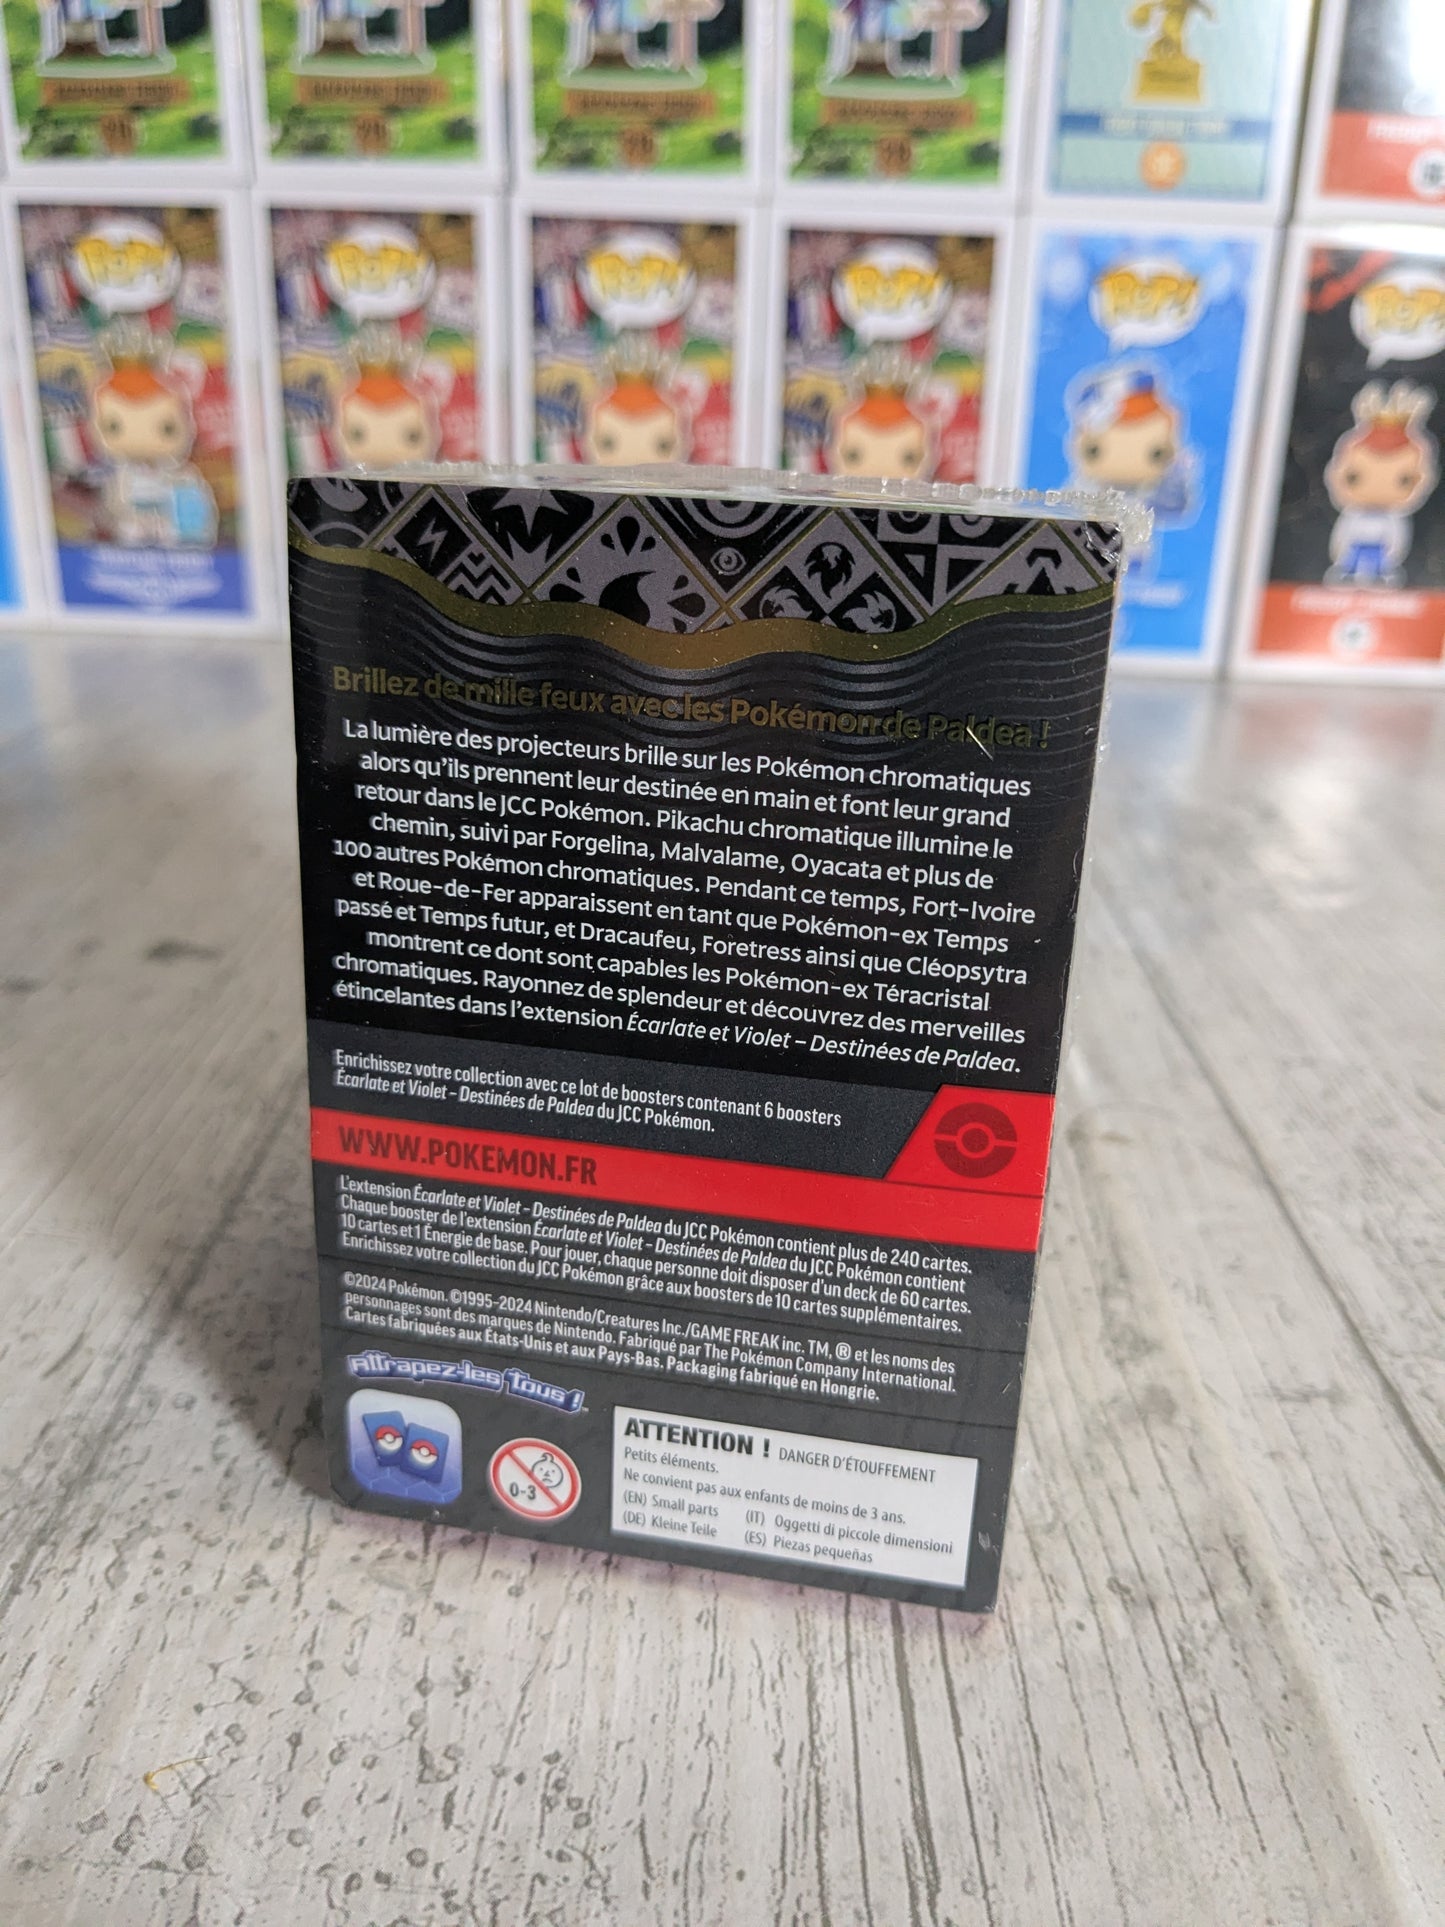 POP!
POP!
POP!
POP!
POP!
POP!
Brillez de mille feux avec les Pokémon de Paldea !
La lumière des projecteurs brille sur les Pokémon chromatiques
alors qu'ils prennent leur destinée en main et font leur grand
retour dans le JCC Pokémon. Pikachu chromatique illumine le
chemin, suivi par Forgelina, Malvalame, Oyacata et plus de
100 autres Pokémon chromatiques. Pendant ce temps, Fort-Ivoire
et Roue-de-Fer apparaissent en tant que Pokémon-ex Temps
passé et Temps futur, et Dracaufeu, Foretress ainsi que Cléopsytra
montrent ce dont sont capables les Pokémon-ex Téracristal
chromatiques. Rayonnez de splendeur et découvrez des merveilles
étincelantes dans l'extension Écarlate et Violet – Destinées de Paldea.
Enrichissez votre collection avec ce lot de boosters contenant 6 boosters
Écarlate et Violet – Destinées de Paldea du JCC Pokémon.
WWW.POKEMON.FR
L'extension Écarlate et Violet – Destinées de Paldea du JCC Pokémon contient plus de 240 cartes.
Chaque booster de l'extension Écarlate et Violet – Destinées de Paldea du JCC Pokémon contient
10 cartes et 1 Énergie de base. Pour jouer, chaque personne doit disposer d'un deck de 60 cartes.
Enrichissez votre collection du JCC Pokémon grâce aux boosters de 10 cartes supplémentaires.
©2024 Pokémon. ©1995–2024 Nintendo/Creatures Inc./GAME FREAK inc. TM, ® et les noms des
personnages sont des marques de Nintendo. Fabriqué par The Pokémon Company International.
Cartes fabriquées aux États-Unis et aux Pays-Bas. Packaging fabriqué en Hongrie.
Attrapez-les tous !™
0-3
ATTENTION ! DANGER D'ÉTOUFFEMENT
Petits éléments.
Ne convient pas aux enfants de moins de 3 ans.
(EN) Small parts (IT) Oggetti di piccole dimensioni
(DE) Kleine Teile (ES) Piezas pequeñas